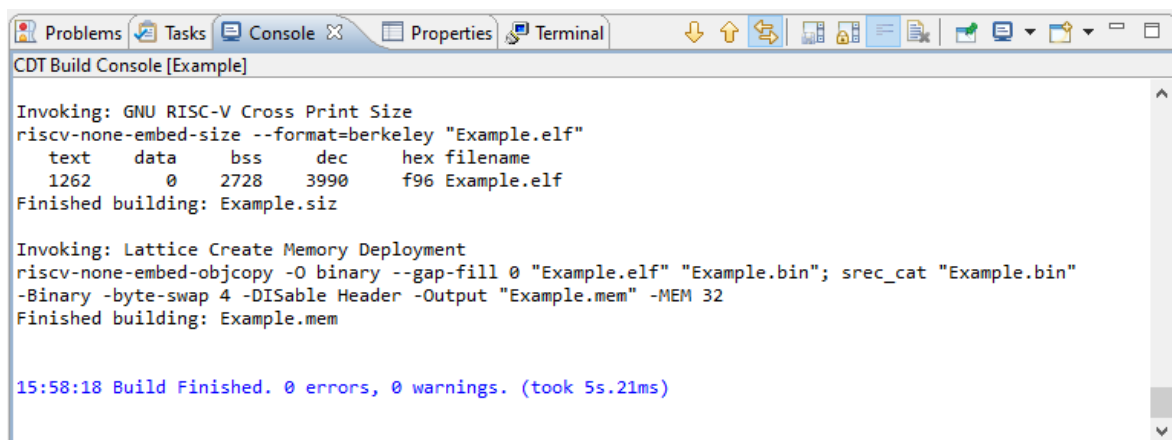 Problems Tasks Console Properties Terminal
CDT Build Console [Example]
Invoking: GNU RISC-V Cross Print Size
riscv-none-embed-size --format=berkeley "Example.elf"
   text    data     bss     dec     hex filename
   1262       0    2728    3990     f96 Example.elf
Finished building: Example.siz
Invoking: Lattice Create Memory Deployment
riscv-none-embed-objcopy -O binary --gap-fill 0 "Example.elf" "Example.bin"; srec_cat "Example.bin"
-Binary -byte-swap 4 -DISable Header -Output "Example.mem" -MEM 32
Finished building: Example.mem
15:58:18 Build Finished. 0 errors, 0 warnings. (took 5s.21ms)